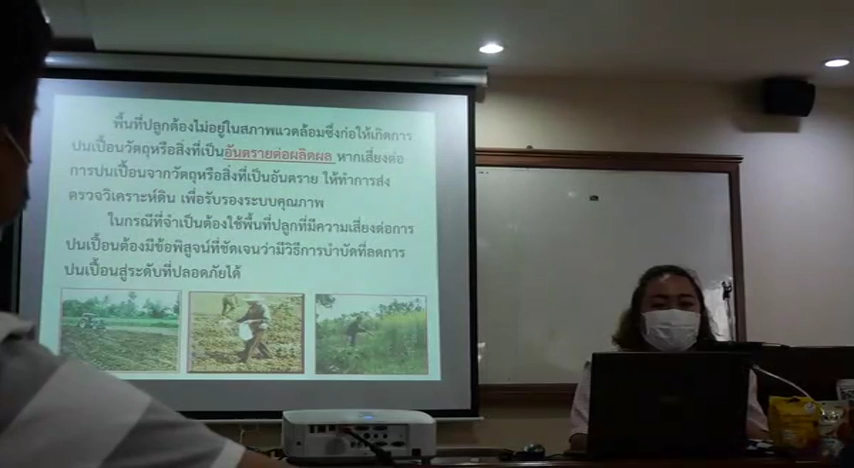 พื้นที่ปลูกต้องไม่อยู่ในสภาพแวดล้อมซึ่งก่อให้เกิดการ
ปนเปื้อนวัตถุหรือสิ่งที่เป็นอันตรายต่อผลิตผล หากเสี่ยงต่อ
การปนเปื้อนจากวัตถุหรือสิ่งที่เป็นอันตราย ให้ทำการส่ง
ตรวจวิเคราะห์ดิน เพื่อรับรองระบบคุณภาพ
ในกรณีที่จำเป็นต้องใช้พื้นที่ปลูกที่มีความเสี่ยงต่อการ
ปนเปื้อนต้องมีข้อพิสูจน์ที่ชัดเจนว่ามีวิธีการบำบัดที่ลดการ
ปนเปื้อนสู่ระดับที่ปลอดภัยได้